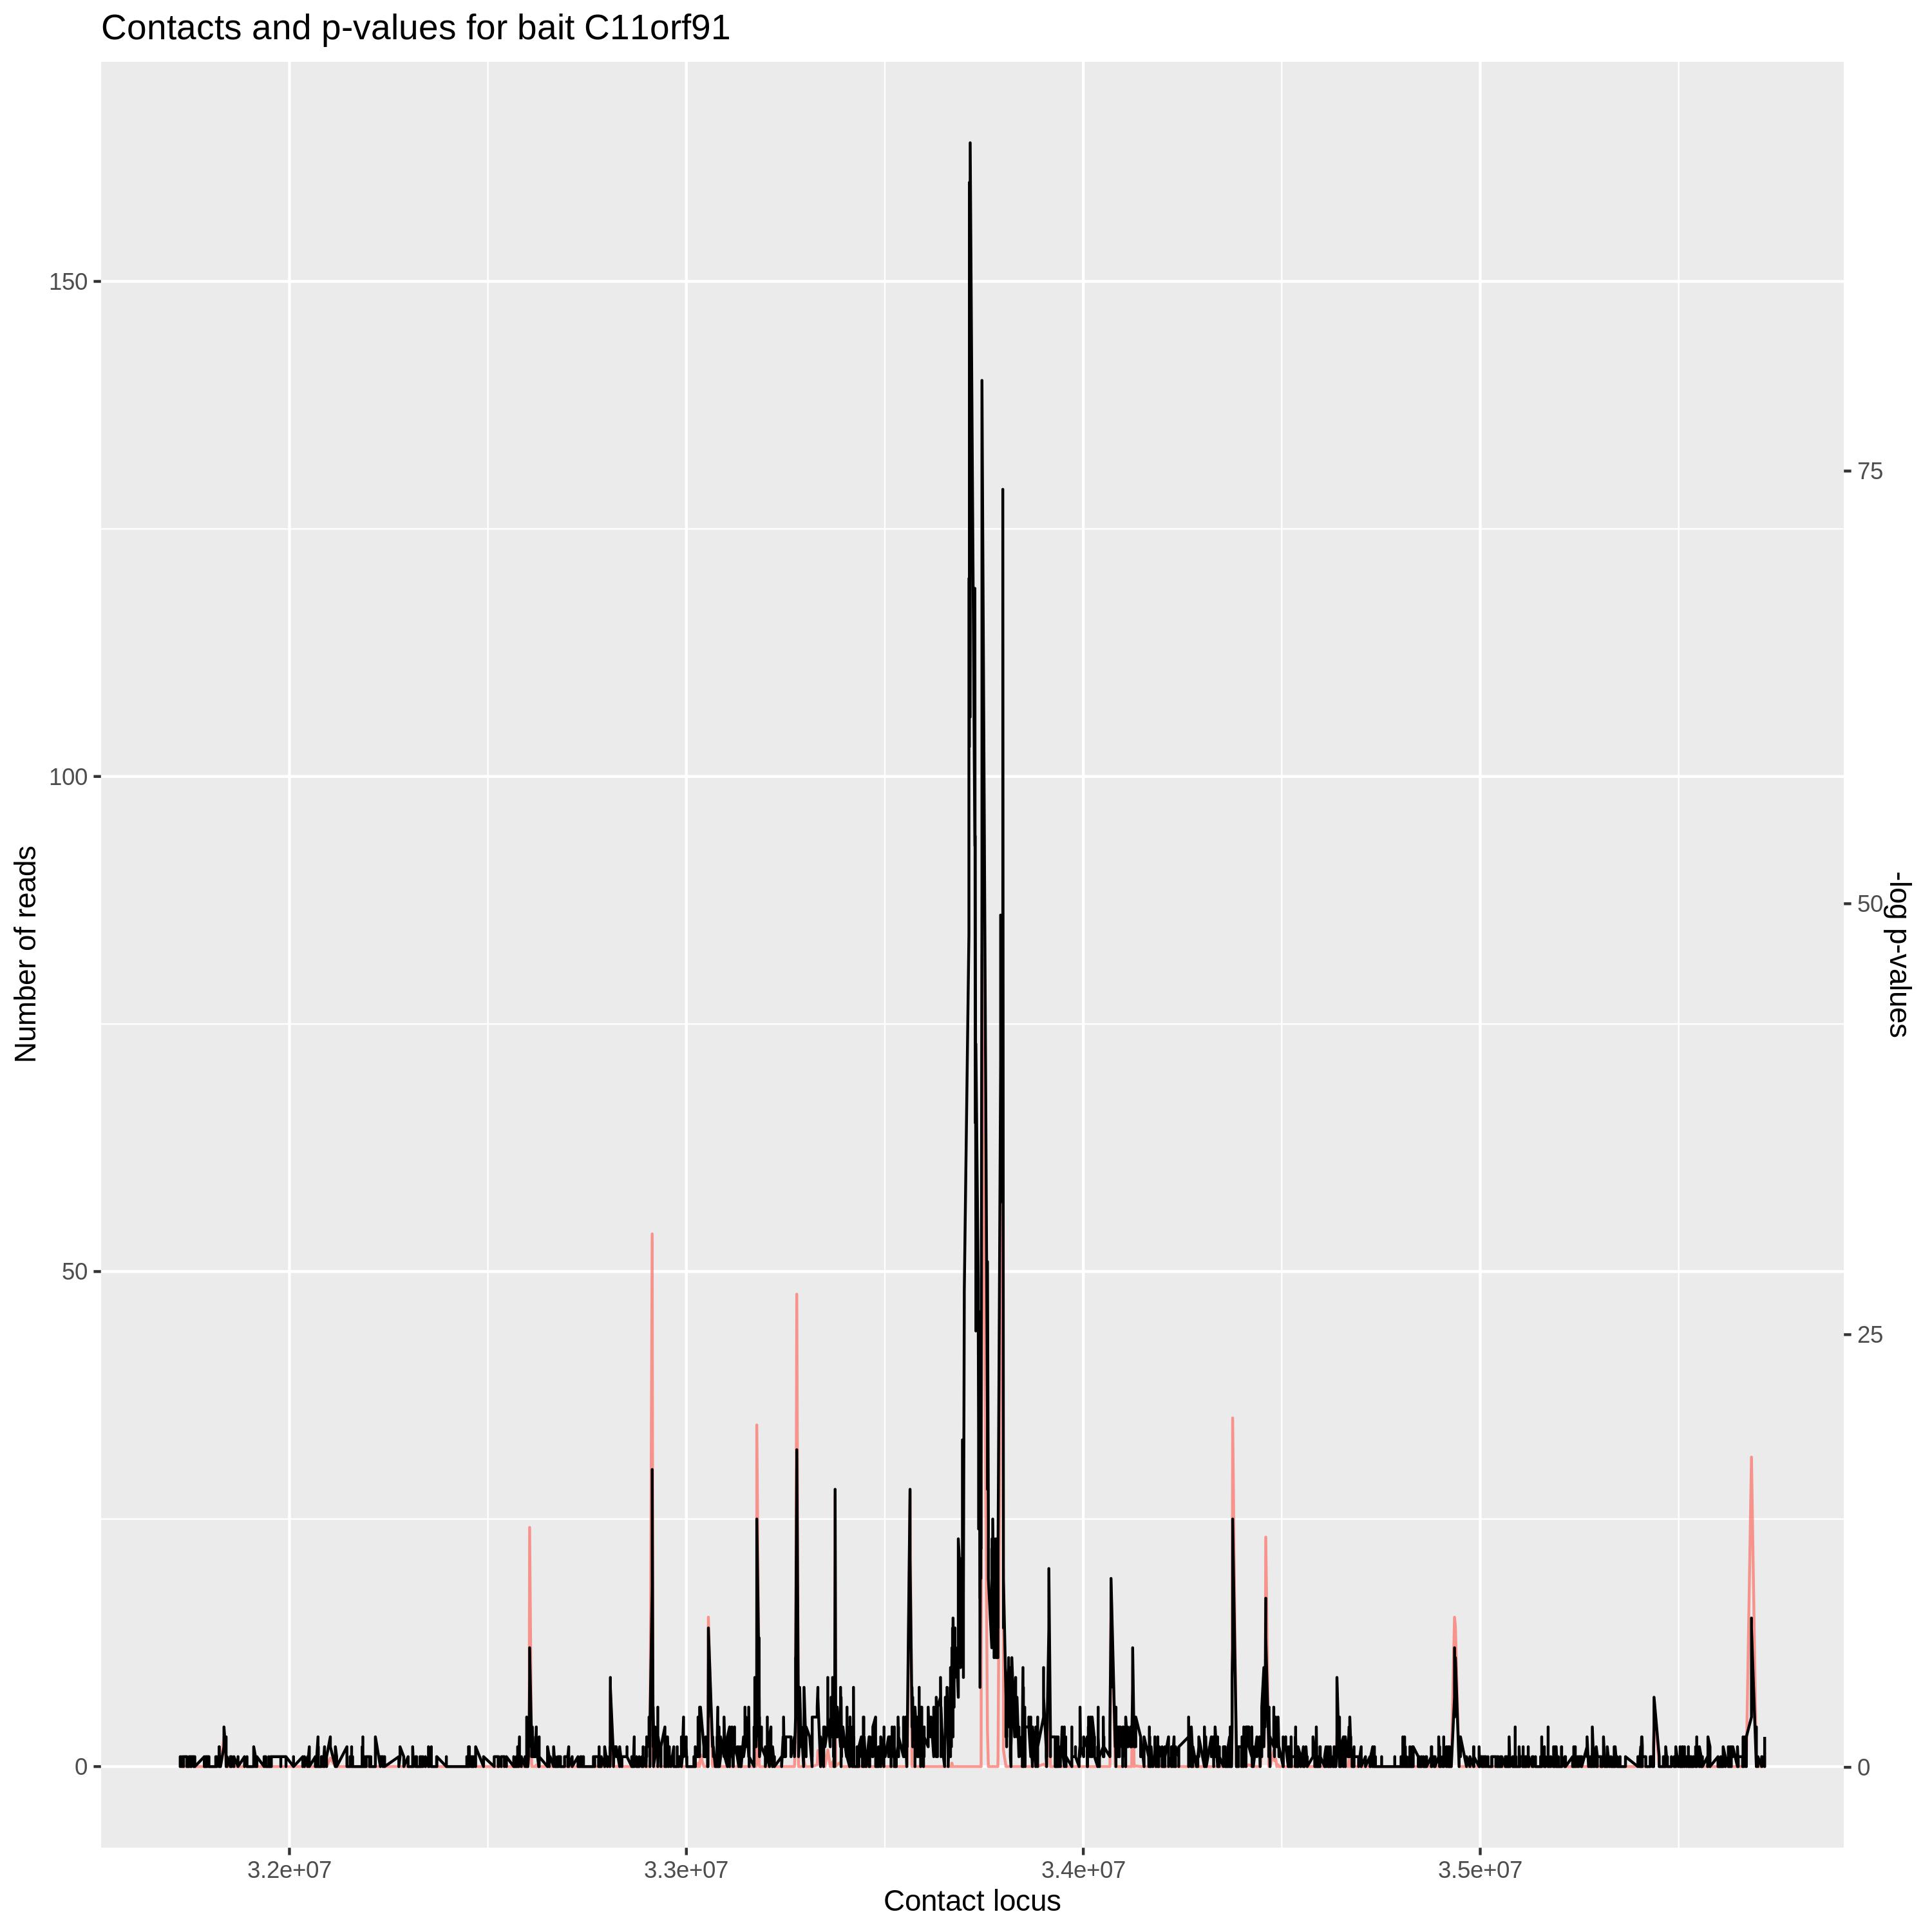 Contacts and p-values for bait C11orf91
150
100
50
0
Number of reads
75
50
25
0
-log p-values
3.2e+07
3.3e+07
3.4e+07
3.5e+07
Contact locus